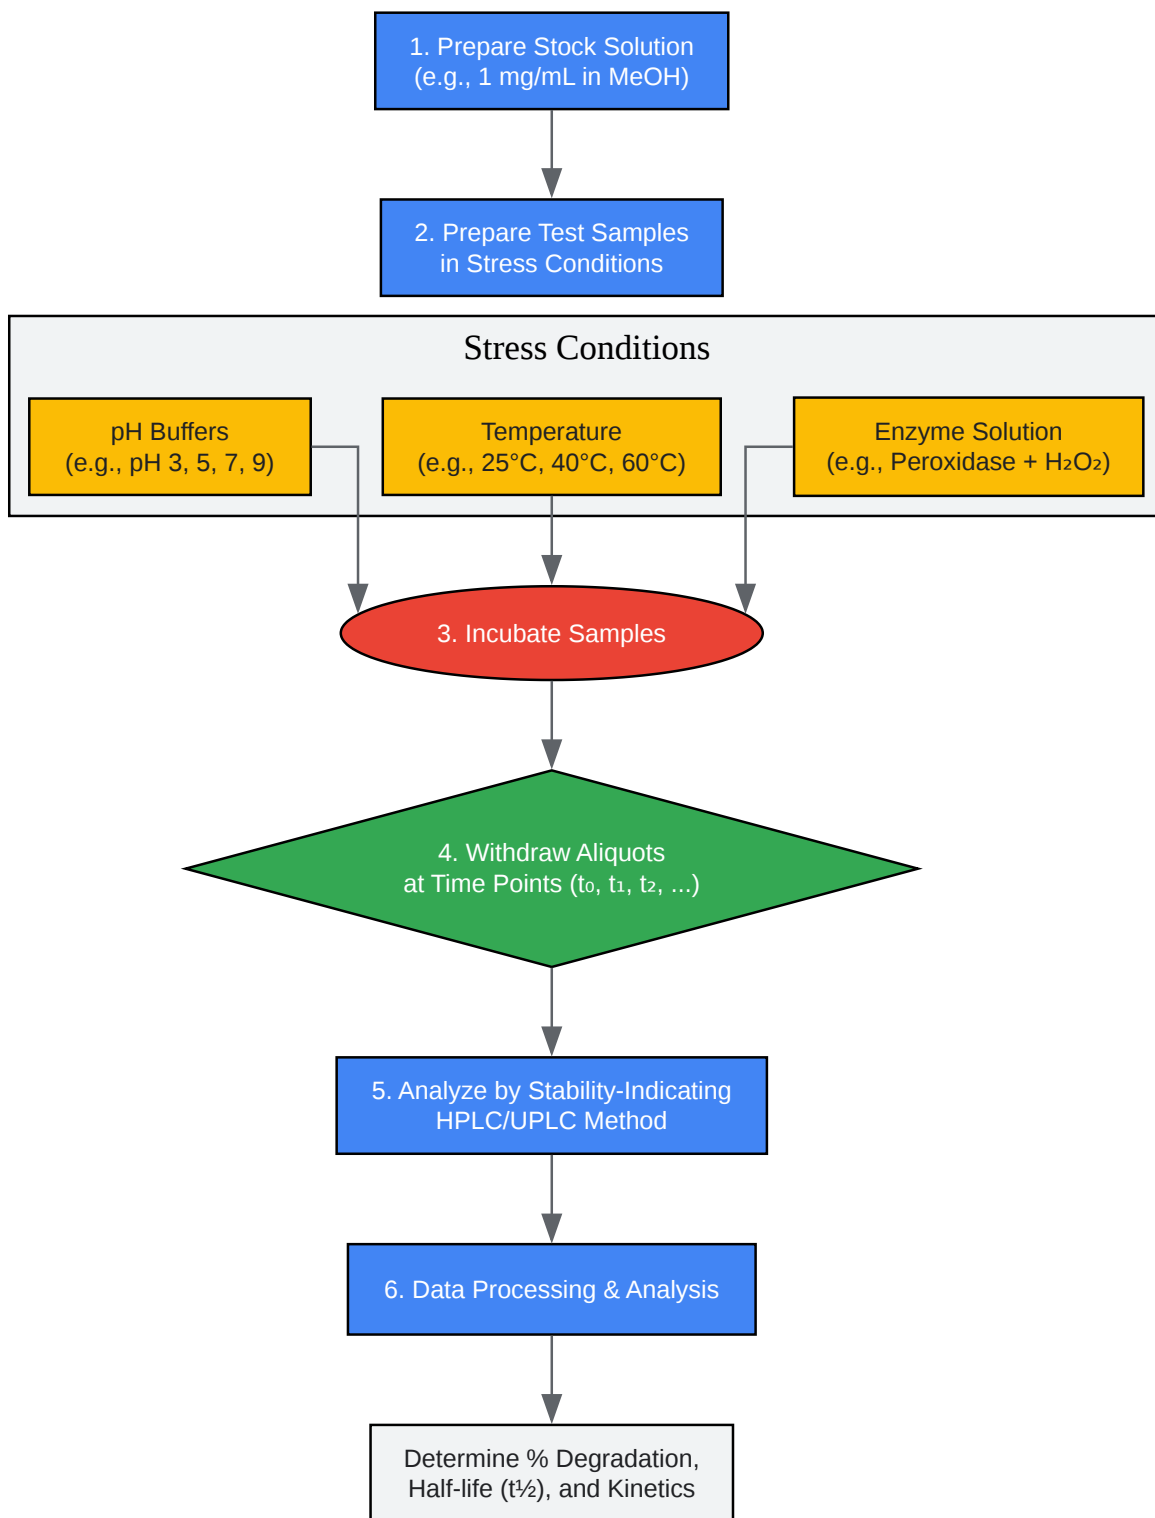 1. Prepare Stock Solution
(e.g., 1 mg/mL in MeOH)
2. Prepare Test Samples
in Stress Conditions
Stress Conditions
pH Buffers
(e.g., pH 3, 5, 7, 9)
Temperature
(e.g., 25°C, 40°C, 60°C)
Enzyme Solution
(e.g., Peroxidase + H₂O₂)
3. Incubate Samples
4. Withdraw Aliquots
at Time Points (t₀, t₁, t₂, ...)
5. Analyze by Stability-Indicating
HPLC/UPLC Method
6. Data Processing & Analysis
Determine % Degradation,
Half-life (t½), and Kinetics